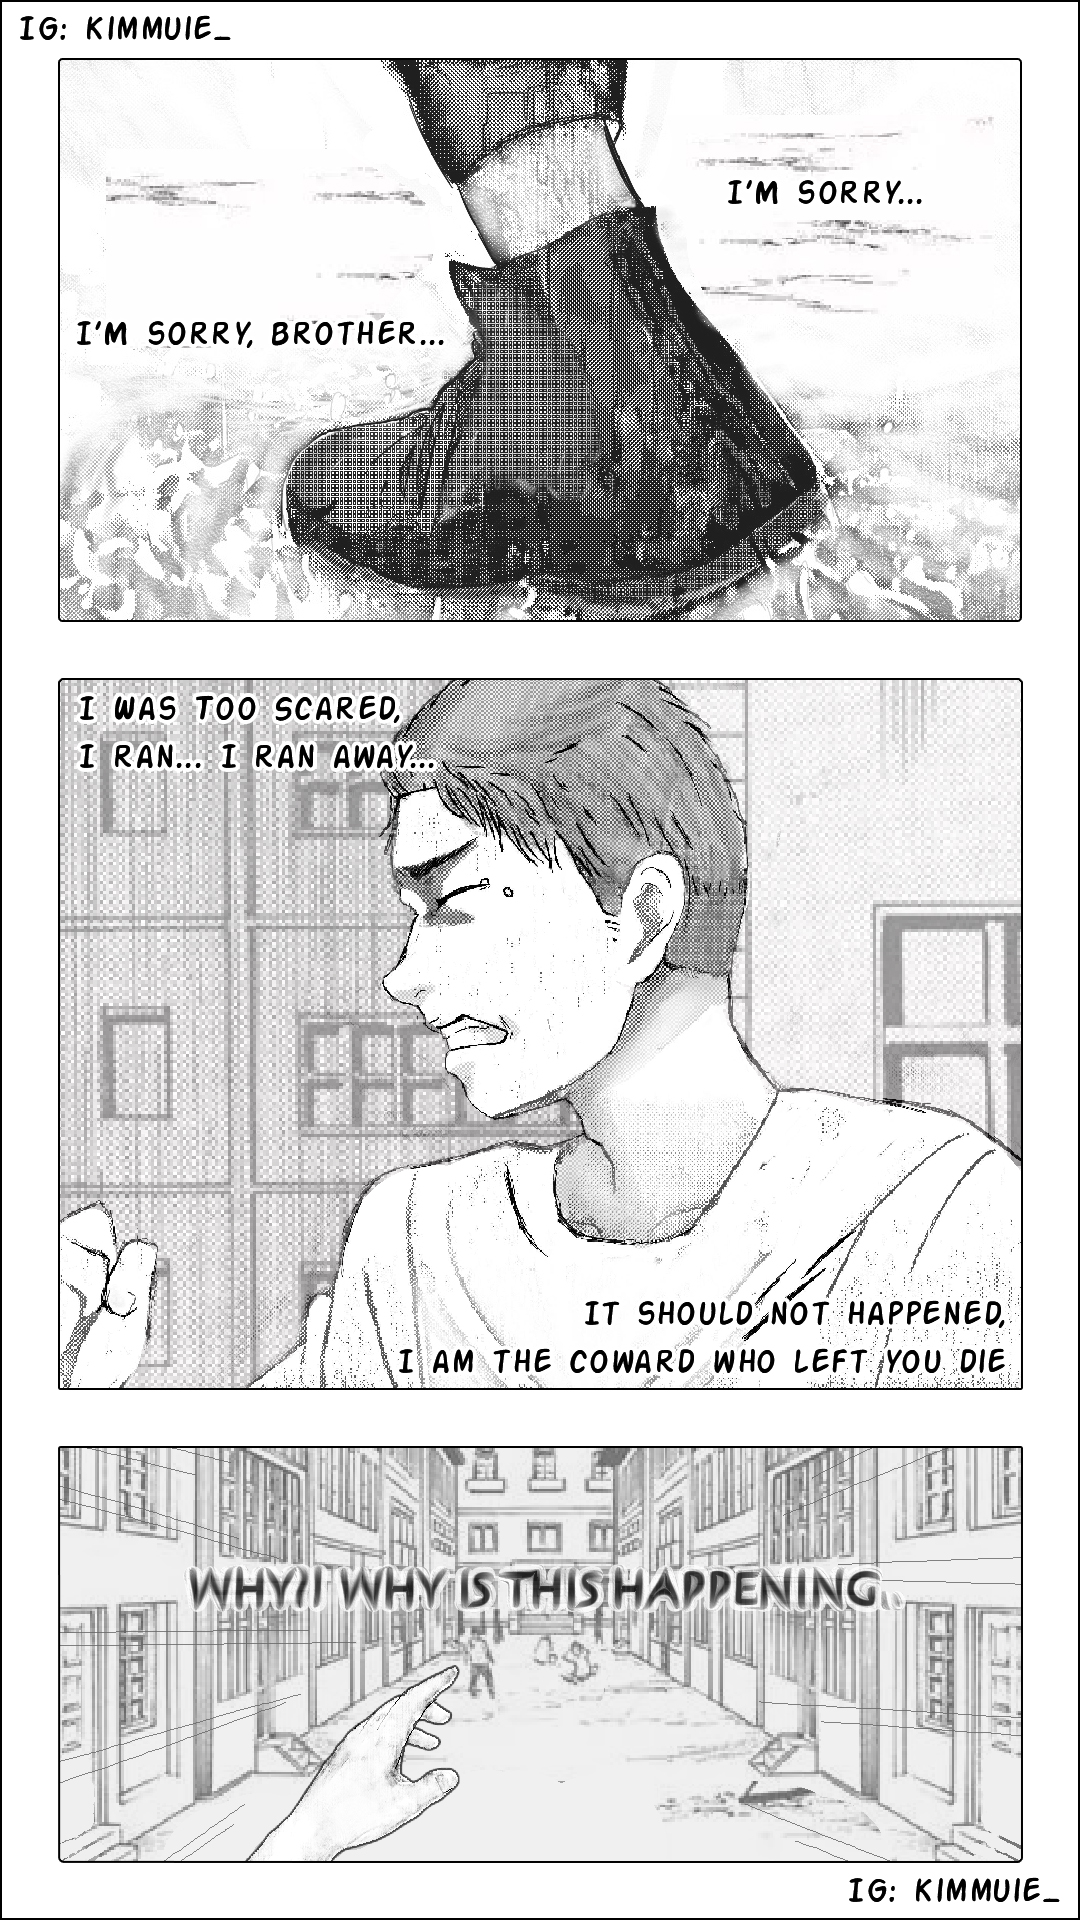 IG: KIMMUIE_
I'M SORRY...
I'M SORRY, BROTHER...
I WAS TOO SCARED,
I RAN... I RAN AWAY...
IT SHOULD NOT HAPPENED,
I AM THE COWARD WHO LEFT YOU DIE
WHY?! WHY IS THIS HAPPENING..
IG: KIMMUIE_